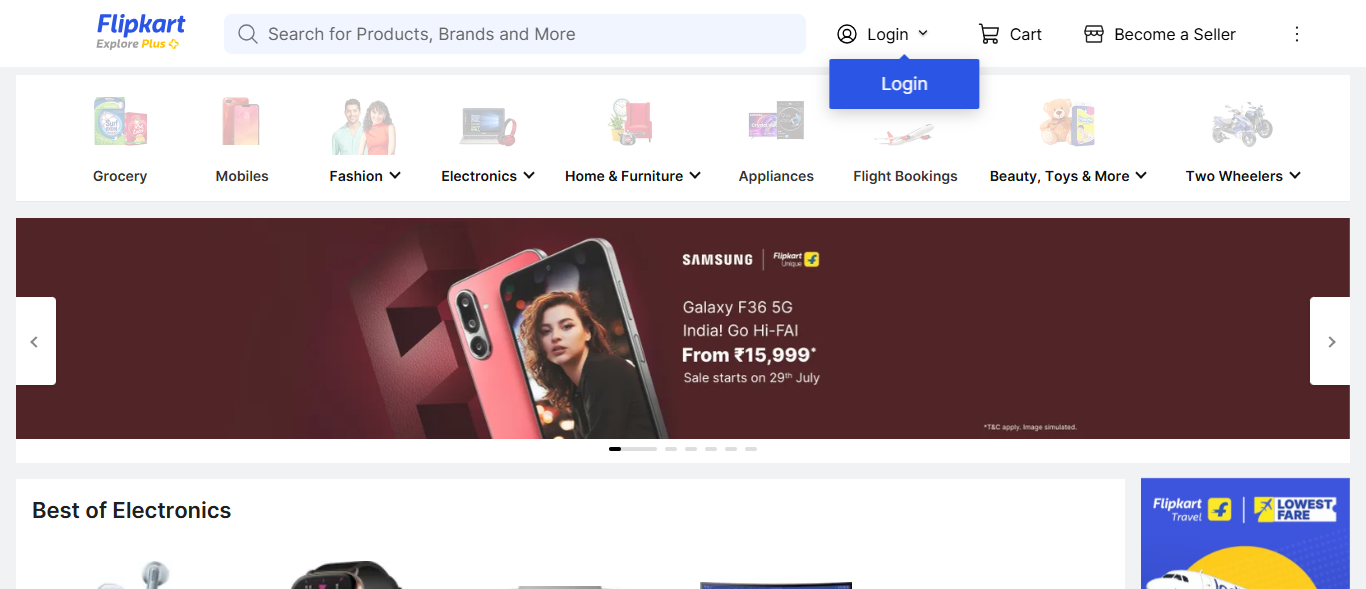 Flipkart
Explore Plus
Search for Products, Brands and More
Login
Cart
Become a Seller
Login
Grocery
Mobiles
Fashion
Electronics
Home & Furniture
Appliances
Flight Bookings
Beauty, Toys & More
Two Wheelers
SAMSUNG
Flipkart
Unique
Galaxy F36 5G
India! Go Hi-FAI
From ₹15,999*
Sale starts on 29th July
*T&C apply. Image simulated.
Best of Electronics
Flipkart
Travel
LOWEST
FARE